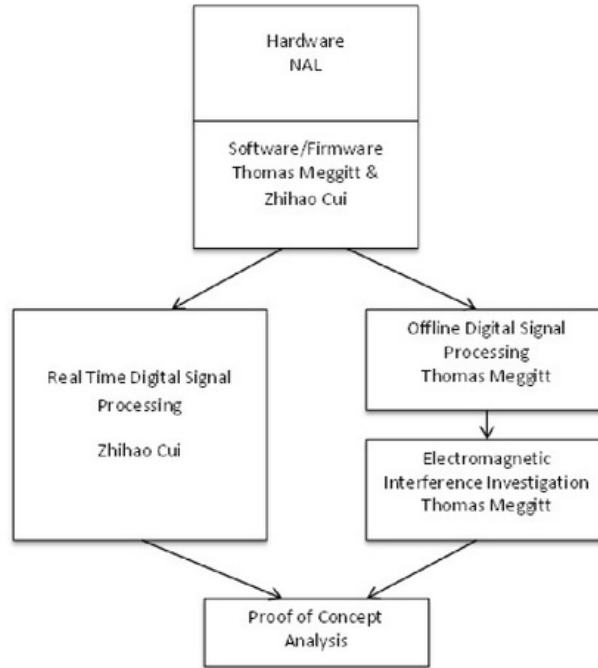 Hardware
NAL
Software/Firmware
Thomas Meggitt &
Zhihao Cui
Real Time Digital Signal
Processing
Zhihao Cui
Offline Digital Signal
Processing
Thomas Meggitt
Electromagnetic
Interference Investigation
Thomas Meggitt
Proof of Concept
Analysis